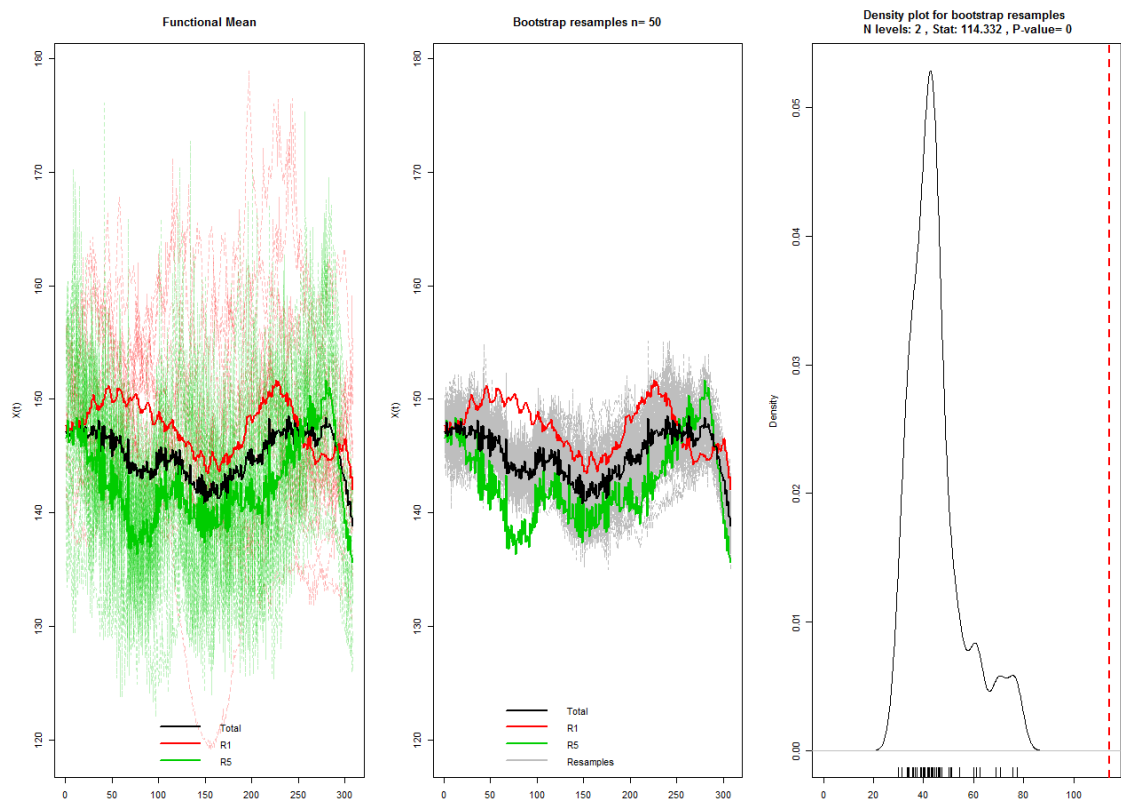 Functional Mean
X(t)
180
170
160
150
140
130
120
Total
R1
R5
0 50 100 150 200 250 300
Bootstrap resamples n= 50
X(t)
180
170
160
150
140
130
120
Total
R1
R5
Resamples
0 50 100 150 200 250 300
Density plot for bootstrap resamples
N levels: 2 , Stat: 114.332 , P-value= 0
Density
0.05
0.04
0.03
0.02
0.01
0.00
0 20 40 60 80 100